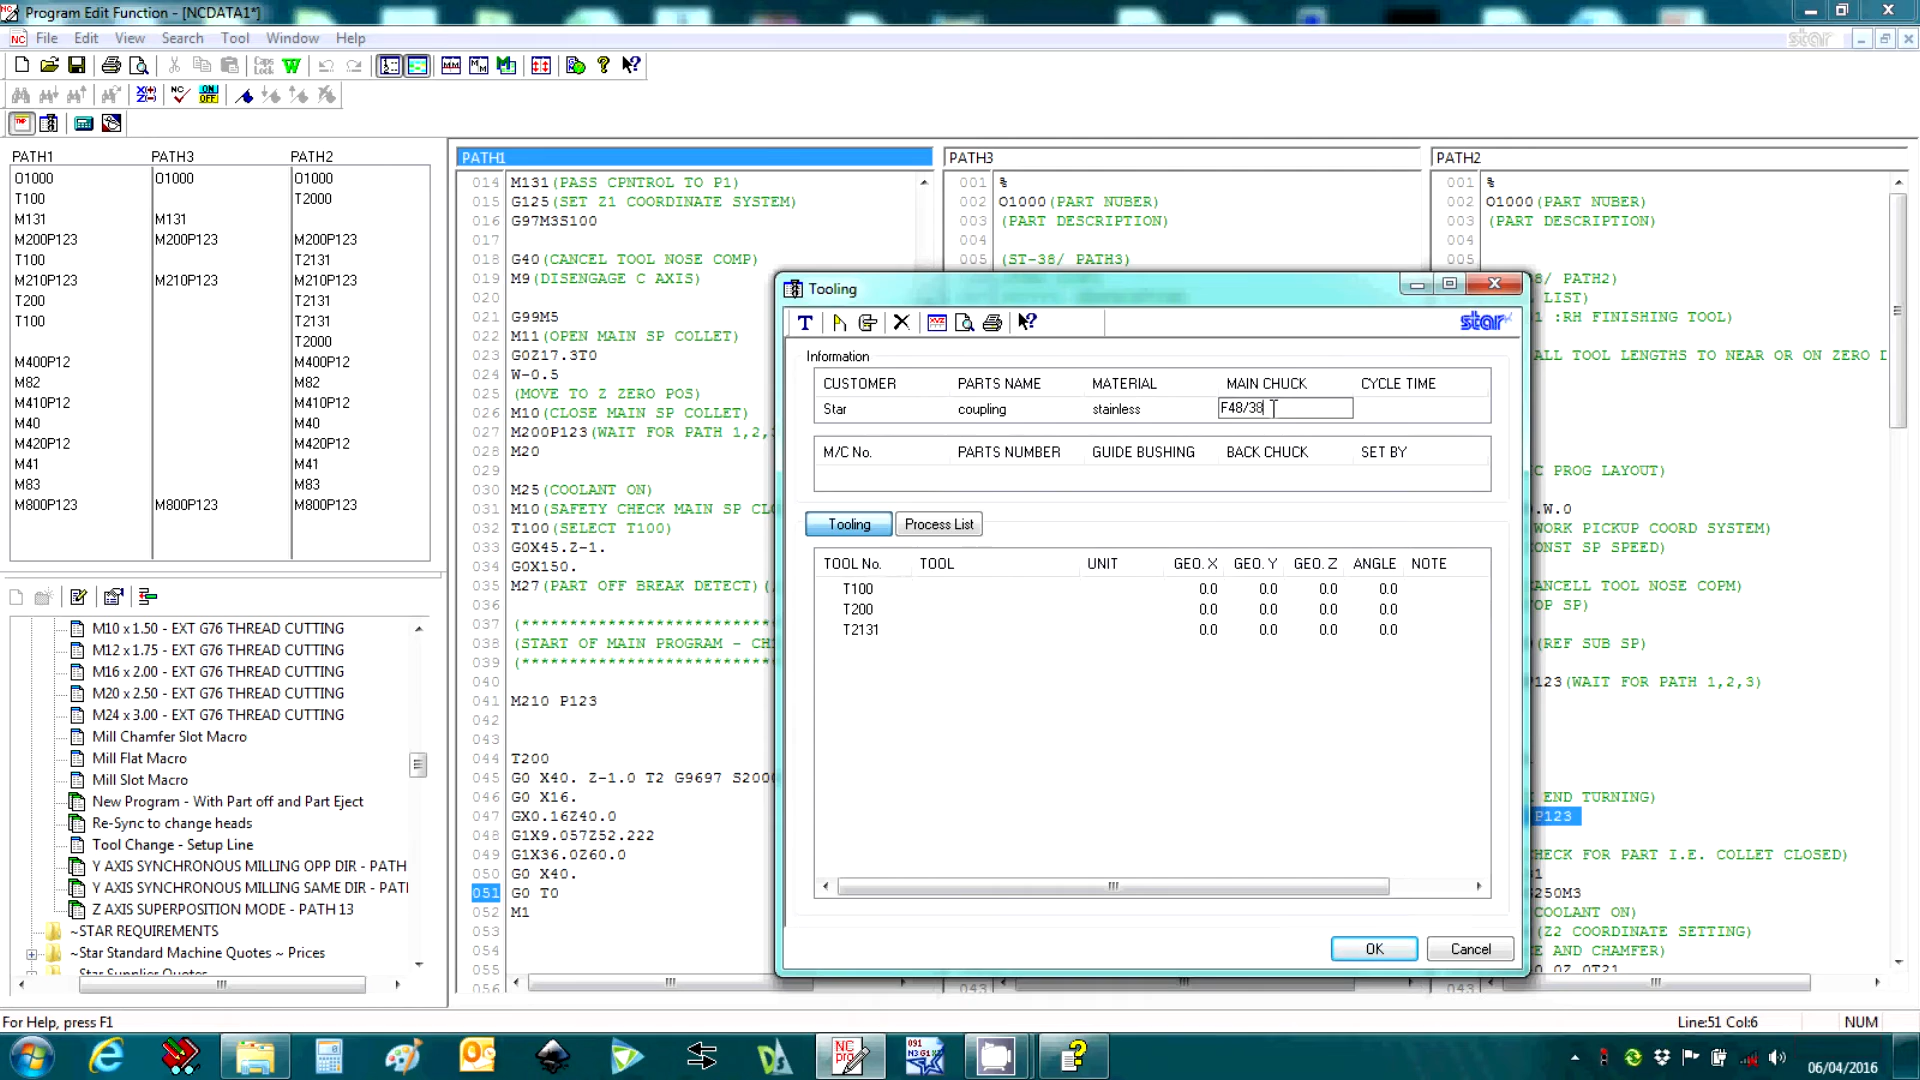 Program Edit Function - [NCDATA1*]
File Edit View Search Tool Window Help
star
PATH1 PATH3 PATH2
O1000 O1000 O1000
T100 T2000
M131 M131
M200P123 M200P123 M200P123
T100 T2131
M210P123 M210P123 M210P123
T200 T2131
T100 T2131
T2000
M400P12 M400P12
M82 M82
M410P12 M410P12
M40 M40
M420P12 M420P12
M41 M41
M83 M83
M800P123 M800P123 M800P123
M10 x 1.50 - EXT G76 THREAD CUTTING
M12 x 1.75 - EXT G76 THREAD CUTTING
M16 x 2.00 - EXT G76 THREAD CUTTING
M20 x 2.50 - EXT G76 THREAD CUTTING
M24 x 3.00 - EXT G76 THREAD CUTTING
Mill Chamfer Slot Macro
Mill Flat Macro
Mill Slot Macro
New Program - With Part off and Part Eject
Re-Sync to change heads
Tool Change - Setup Line
Y AXIS SYNCHRONOUS MILLING OPP DIR - PATH
Y AXIS SYNCHRONOUS MILLING SAME DIR - PATH
Z AXIS SUPERPOSITION MODE - PATH 13
~STAR REQUIREMENTS
~Star Standard Machine Quotes ~ Prices
Star Supplier Quotes
PATH1
014 M131(PASS CPNTROL TO P1)
015 G125(SET Z1 COORDINATE SYSTEM)
016 G97M3S100
017
018 G40(CANCEL TOOL NOSE COMP)
019 M9(DISENGAGE C AXIS)
020
021 G99M5
022 M11(OPEN MAIN SP COLLET)
023 G0Z17.3T0
024 W-0.5
025 (MOVE TO Z ZERO POS)
026 M10(CLOSE MAIN SP COLLET)
027 M200P123(WAIT FOR PATH 1,2,3
028 M20
029
030 M25(COOLANT ON)
031 M10(SAFETY CHECK MAIN SP CLO
032 T100(SELECT T100)
033 G0X45.Z-1.
034 G0X150.
035 M27(PART OFF BREAK DETECT)(
036
037 (***************************
038 (START OF MAIN PROGRAM - CH
039 (***************************
040
041 M210 P123
042
043
044 T200
045 G0 X40. Z-1.0 T2 G9697 S2000
046 G0 X16.
047 GX0.16Z40.0
048 G1X9.057Z52.222
049 G1X36.0Z60.0
050 G0 X40.
051 G0 T0
052 M1
053
054
055
056
PATH3
001 %
002 O1000(PART NUBER)
003 (PART DESCRIPTION)
004
005 (ST-38/ PATH3)
043
PATH2
001 %
002 O1000(PART NUBER)
003 (PART DESCRIPTION)
004
005
8/ PATH2)
LIST)
1 :RH FINISHING TOOL)
ALL TOOL LENGTHS TO NEAR OR ON ZERO
C PROG LAYOUT)
.W.0
WORK PICKUP COORD SYSTEM)
ONST SP SPEED)
ANCELL TOOL NOSE COPM)
OP SP)
(REF SUB SP)
P123(WAIT FOR PATH 1,2,3)
END TURNING)
P123
HECK FOR PART I.E. COLLET CLOSED)
1
S250M3
COOLANT ON)
(Z2 COORDINATE SETTING)
E AND CHAMFER)
.0Z.0T21
043
Tooling
star
Information
CUSTOMER PARTS NAME MATERIAL MAIN CHUCK CYCLE TIME
Star coupling stainless F48/38
M/C No. PARTS NUMBER GUIDE BUSHING BACK CHUCK SET BY
Tooling Process List
TOOL No. TOOL UNIT GEO. X GEO. Y GEO. Z ANGLE NOTE
T100 0.0 0.0 0.0 0.0
T200 0.0 0.0 0.0 0.0
T2131 0.0 0.0 0.0 0.0
OK Cancel
For Help, press F1 Line:51 Col:6 NUM
06/04/2016